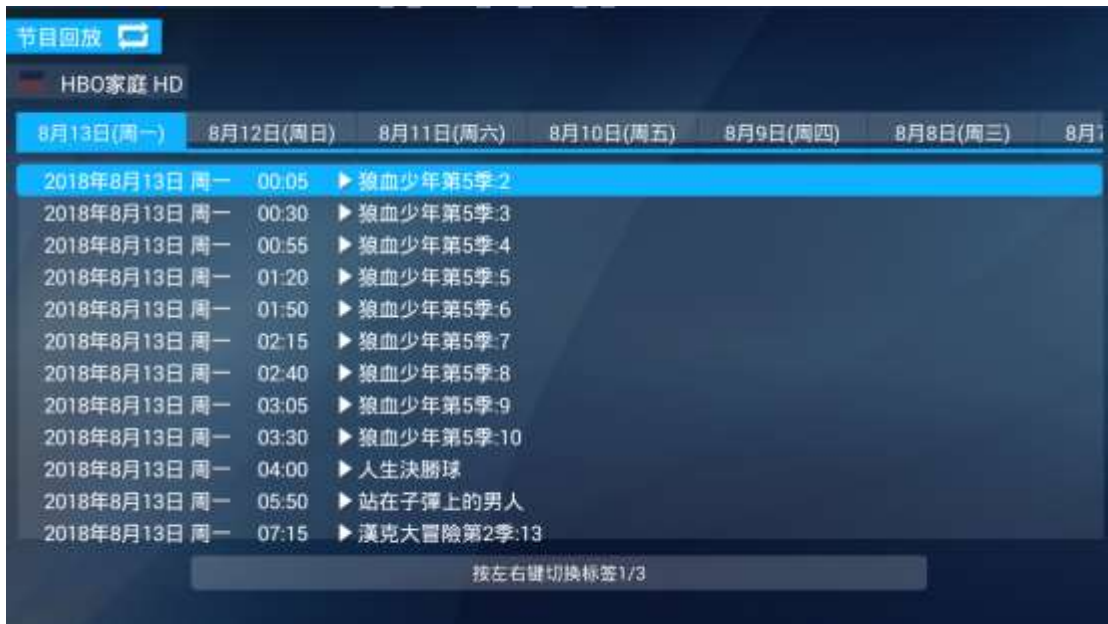 节目回放
HBO家庭 HD
8月13日(周一) 8月12日(周日) 8月11日(周六) 8月10日(周五) 8月9日(周四) 8月8日(周三) 8月
2018年8月13日 周一 00:05 ▶狼血少年第5季:2
2018年8月13日 周一 00:30 ▶狼血少年第5季:3
2018年8月13日 周一 00:55 ▶狼血少年第5季:4
2018年8月13日 周一 01:20 ▶狼血少年第5季:5
2018年8月13日 周一 01:50 ▶狼血少年第5季:6
2018年8月13日 周一 02:15 ▶狼血少年第5季:7
2018年8月13日 周一 02:40 ▶狼血少年第5季:8
2018年8月13日 周一 03:05 ▶狼血少年第5季:9
2018年8月13日 周一 03:30 ▶狼血少年第5季:10
2018年8月13日 周一 04:00 ▶人生決勝球
2018年8月13日 周一 05:50 ▶站在子彈上的男人
2018年8月13日 周一 07:15 ▶漢克大冒險第2季:13
按左右键切换标签1/3